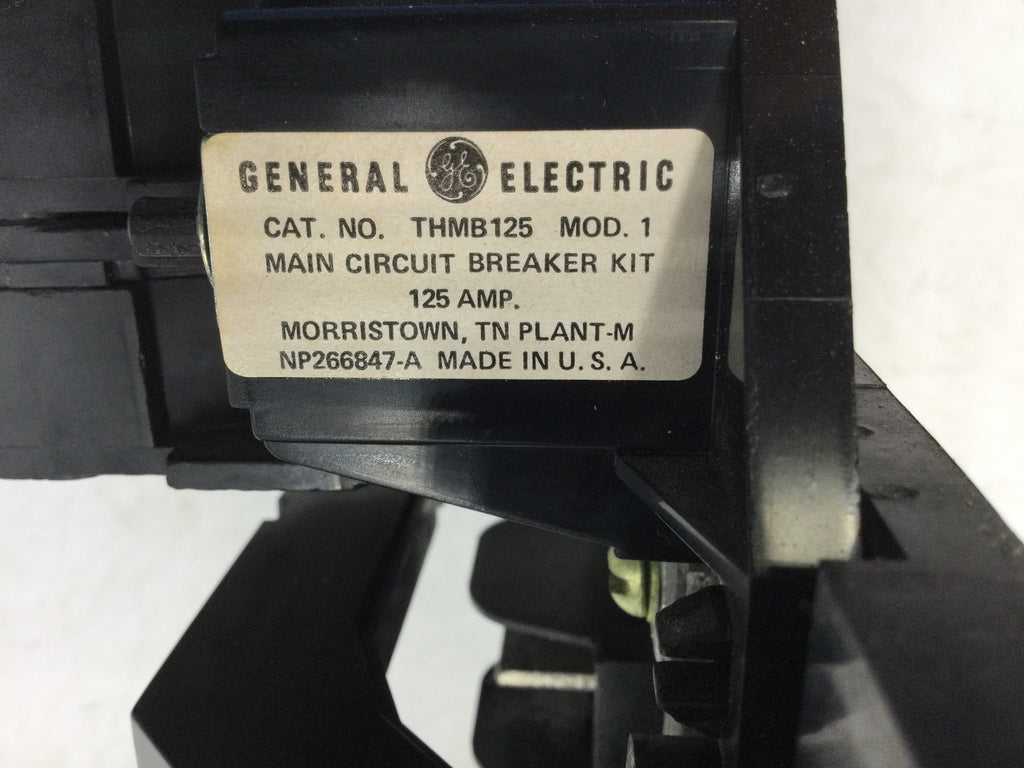 GENERAL GE ELECTRIC
CAT. NO. THMB125 MOD. 1
MAIN CIRCUIT BREAKER KIT
125 AMP.
MORRISTOWN, TN PLANT-M
NP266847-A MADE IN U.S.A.